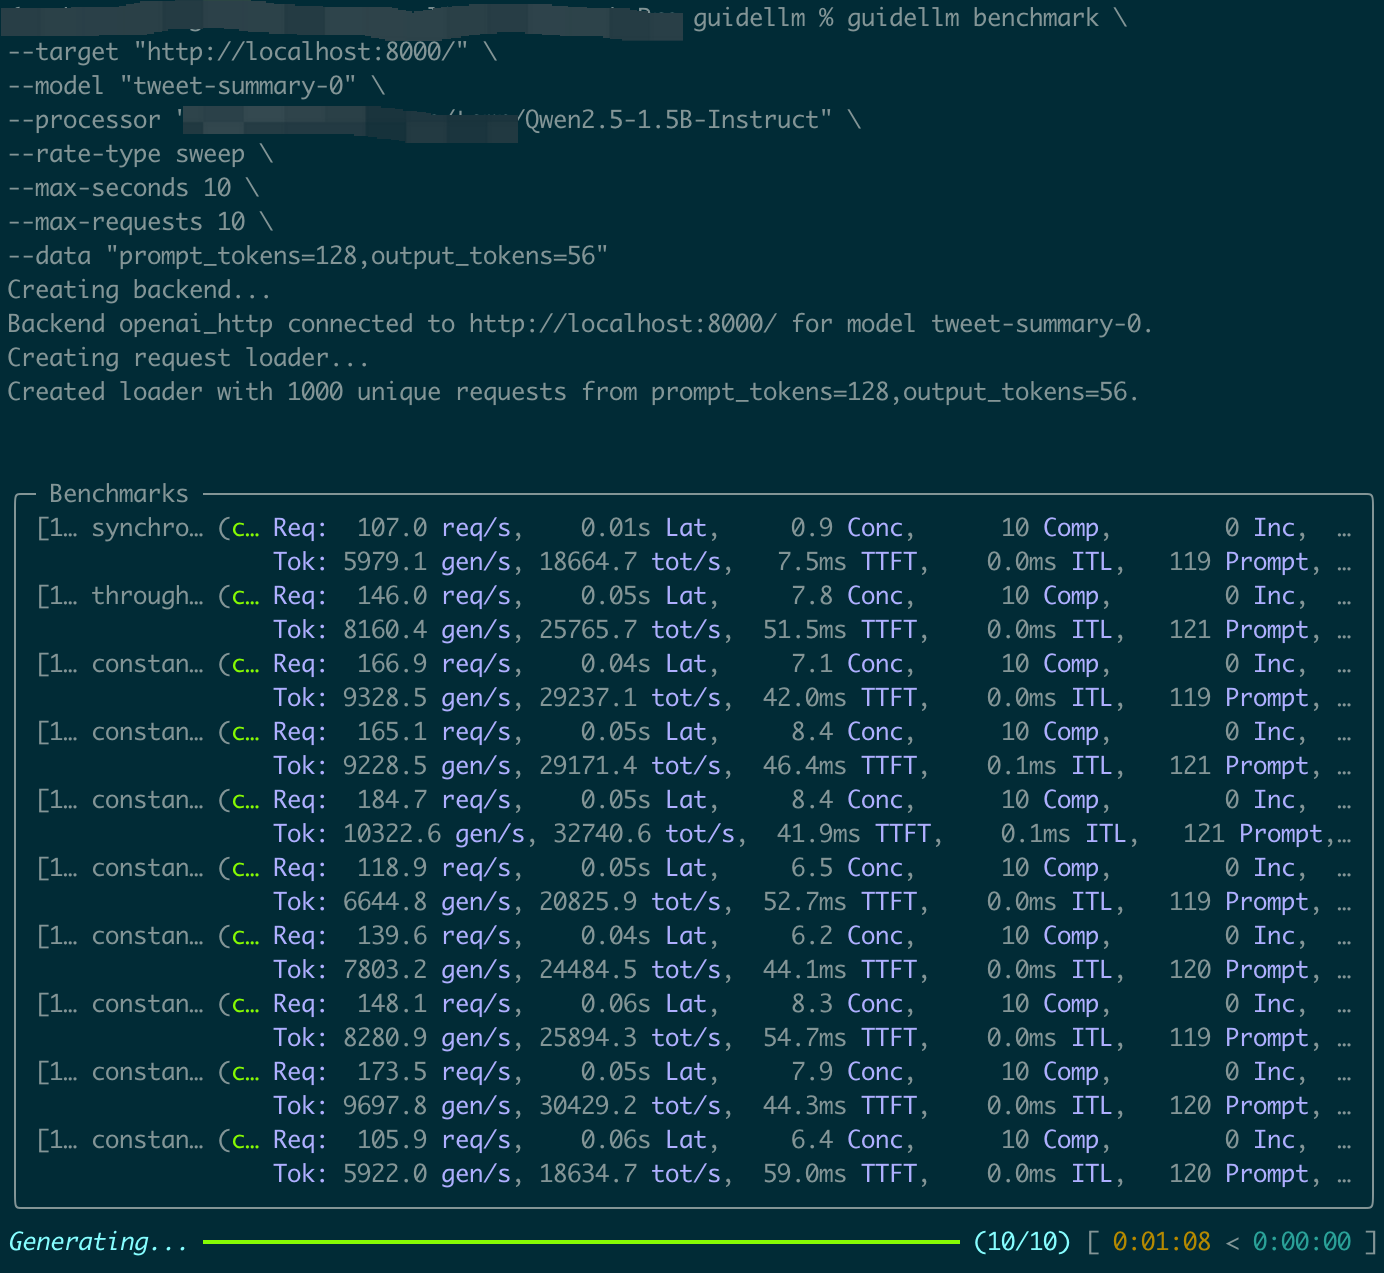 guidellm % guidellm benchmark \
--target "http://localhost:8000/" \
--model "tweet-summary-0" \
--processor "/Qwen2.5-1.5B-Instruct" \
--rate-type sweep \
--max-seconds 10 \
--max-requests 10 \
--data "prompt_tokens=128,output_tokens=56"
Creating backend...
Backend openai_http connected to http://localhost:8000/ for model tweet-summary-0.
Creating request loader...
Created loader with 1000 unique requests from prompt_tokens=128,output_tokens=56.
Benchmarks
[1… synchro… (c… Req: 107.0 req/s, 0.01s Lat, 0.9 Conc, 10 Comp, 0 Inc, …
Tok: 5979.1 gen/s, 18664.7 tot/s, 7.5ms TTFT, 0.0ms ITL, 119 Prompt, …
[1… through… (c… Req: 146.0 req/s, 0.05s Lat, 7.8 Conc, 10 Comp, 0 Inc, …
Tok: 8160.4 gen/s, 25765.7 tot/s, 51.5ms TTFT, 0.0ms ITL, 121 Prompt, …
[1… constan… (c… Req: 166.9 req/s, 0.04s Lat, 7.1 Conc, 10 Comp, 0 Inc, …
Tok: 9328.5 gen/s, 29237.1 tot/s, 42.0ms TTFT, 0.0ms ITL, 119 Prompt, …
[1… constan… (c… Req: 165.1 req/s, 0.05s Lat, 8.4 Conc, 10 Comp, 0 Inc, …
Tok: 9228.5 gen/s, 29171.4 tot/s, 46.4ms TTFT, 0.1ms ITL, 121 Prompt, …
[1… constan… (c… Req: 184.7 req/s, 0.05s Lat, 8.4 Conc, 10 Comp, 0 Inc, …
Tok: 10322.6 gen/s, 32740.6 tot/s, 41.9ms TTFT, 0.1ms ITL, 121 Prompt,…
[1… constan… (c… Req: 118.9 req/s, 0.05s Lat, 6.5 Conc, 10 Comp, 0 Inc, …
Tok: 6644.8 gen/s, 20825.9 tot/s, 52.7ms TTFT, 0.0ms ITL, 119 Prompt, …
[1… constan… (c… Req: 139.6 req/s, 0.04s Lat, 6.2 Conc, 10 Comp, 0 Inc, …
Tok: 7803.2 gen/s, 24484.5 tot/s, 44.1ms TTFT, 0.0ms ITL, 120 Prompt, …
[1… constan… (c… Req: 148.1 req/s, 0.06s Lat, 8.3 Conc, 10 Comp, 0 Inc, …
Tok: 8280.9 gen/s, 25894.3 tot/s, 54.7ms TTFT, 0.0ms ITL, 119 Prompt, …
[1… constan… (c… Req: 173.5 req/s, 0.05s Lat, 7.9 Conc, 10 Comp, 0 Inc, …
Tok: 9697.8 gen/s, 30429.2 tot/s, 44.3ms TTFT, 0.0ms ITL, 120 Prompt, …
[1… constan… (c… Req: 105.9 req/s, 0.06s Lat, 6.4 Conc, 10 Comp, 0 Inc, …
Tok: 5922.0 gen/s, 18634.7 tot/s, 59.0ms TTFT, 0.0ms ITL, 120 Prompt, …
Generating... (10/10) [ 0:01:08 < 0:00:00 ]